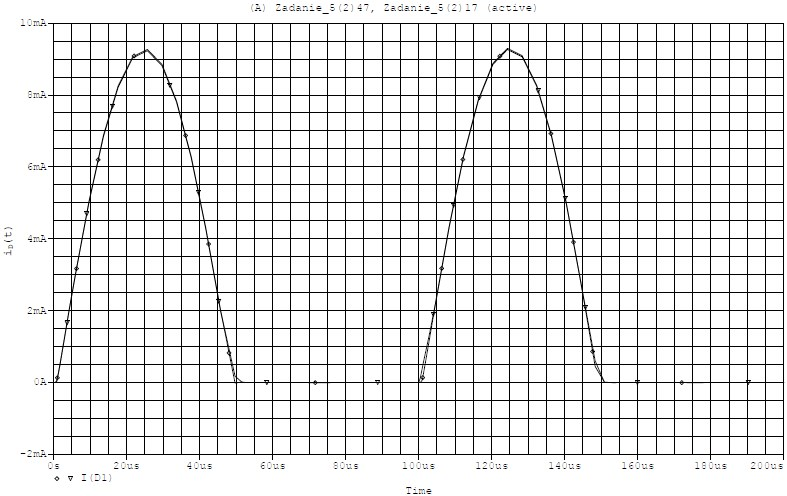 (A) Zadanie_5(2)47, Zadanie_5(2)17 (active)
10mA
8mA
6mA
4mA
2mA
0A
-2mA
i_D(t)
0s 20us 40us 60us 80us 100us 120us 140us 160us 180us 200us
I(D1)
Time